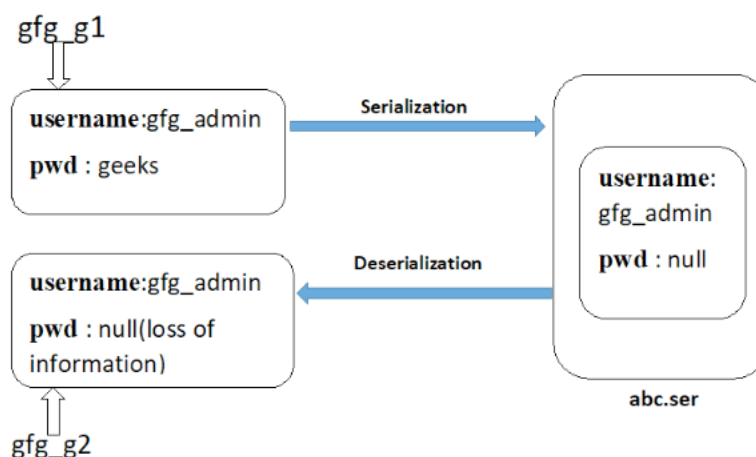 gfg_g1
username:gfg_admin
pwd : geeks
Serialization
username:
gfg_admin
pwd : null
abc.ser
Deserialization
username:gfg_admin
pwd : null(loss of
information)
gfg_g2